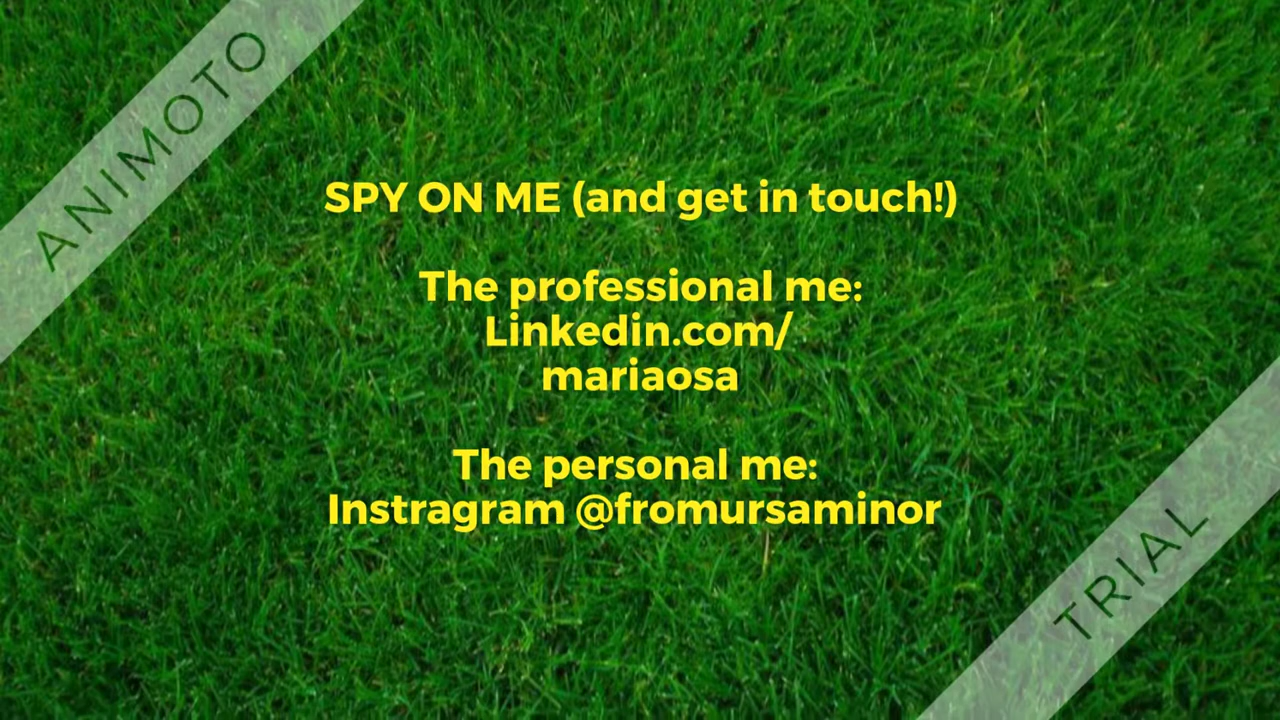 ANIMOTO
SPY ON ME (and get in touch!)
The professional me:
Linkedin.com/
mariaosa
The personal me:
Instragram @fromursaminor
TRIAL